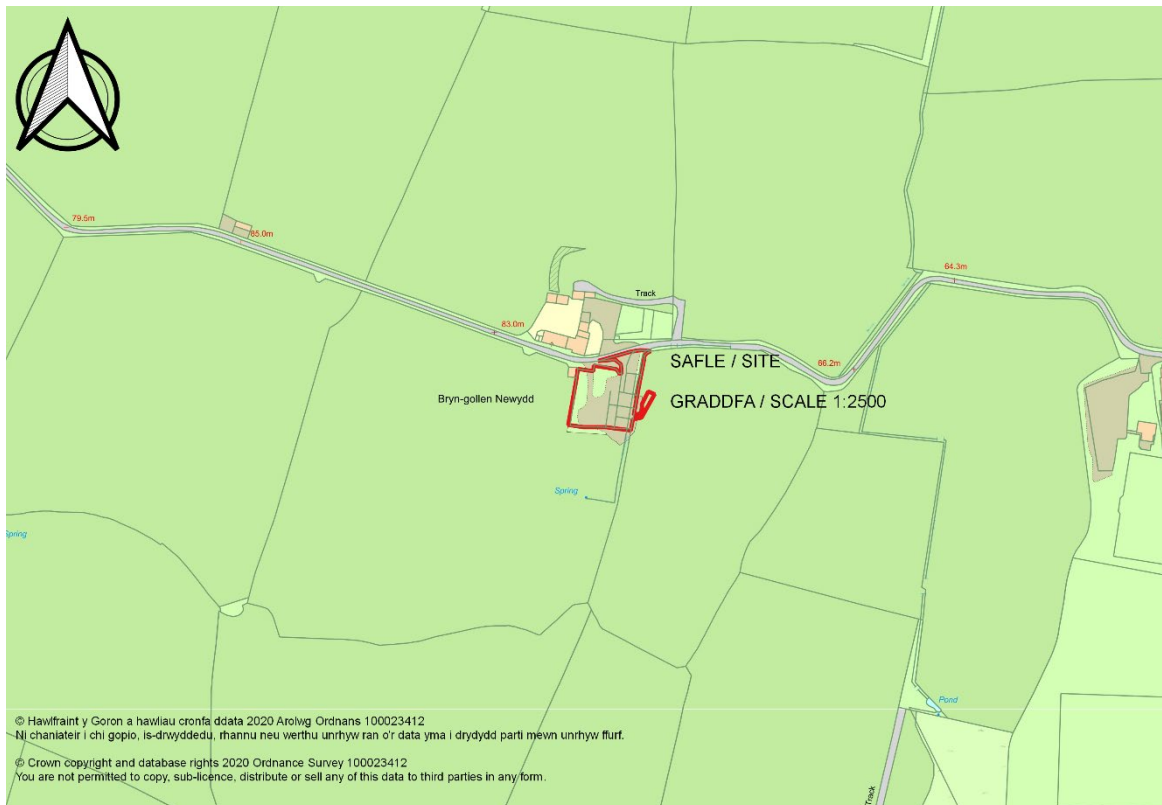 79.5m
85.0m
Track
64.3m
83.0m
SAFLE / SITE
66.2m
Bryn-gollen Newydd
GRADDFA / SCALE 1:2500
Spring
Spring
Pond
© Hawlfraint y Goron a hawliau cronfa ddata 2020 Arolwg Ordnans 100023412
Ni chaniateir i chi gopio, is-drwyddedu, rhannu neu werthu unrhyw ran o'r data yma i drydydd parti mewn unrhyw ffurf.
© Crown copyright and database rights 2020 Ordnance Survey 100023412
You are not permitted to copy, sub-licence, distribute or sell any of this data to third parties in any form.
Track